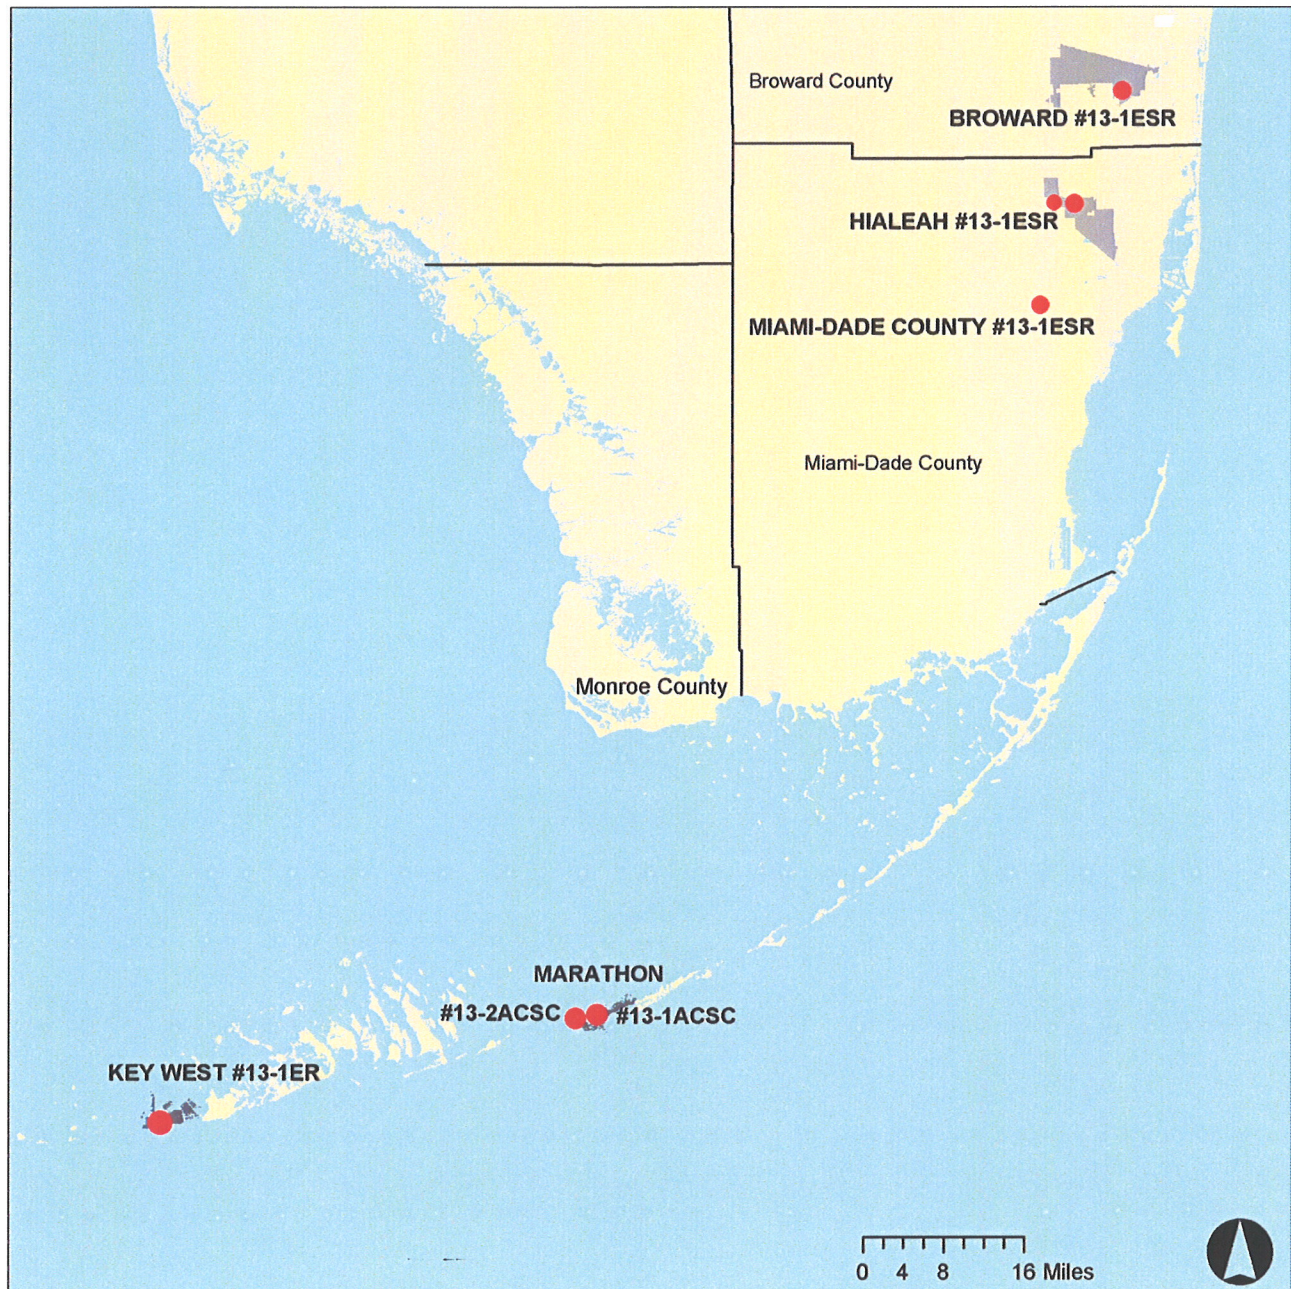 Broward County
BROWARD #13-1ESR
HIALEAH #13-1ESR
MIAMI-DADE COUNTY #13-1ESR
Miami-Dade County
Monroe County
MARATHON
#13-2ACSC
#13-1ACSC
KEY WEST #13-1ER
0 4 8 16 Miles